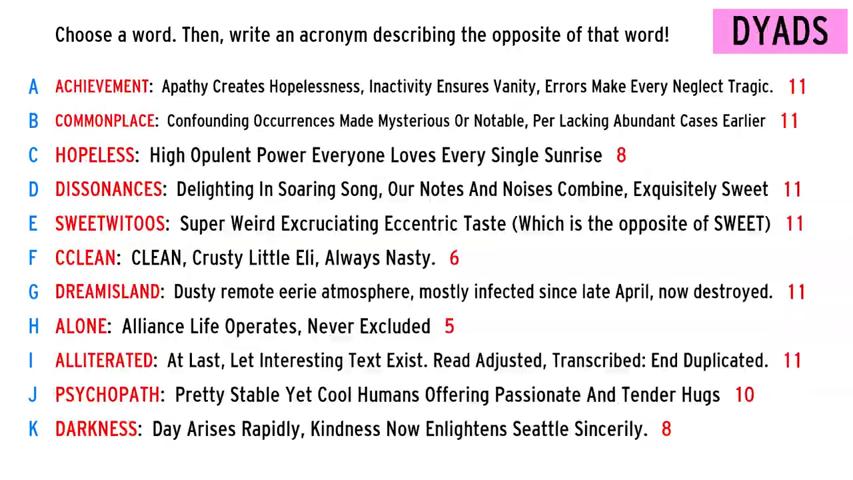 Choose a word. Then, write an acronym describing the opposite of that word!
DYADS
A ACHIEVEMENT: Apathy Creates Hopelessness, Inactivity Ensures Vanity, Errors Make Every Neglect Tragic. 11
B COMMONPLACE: Confounding Occurrences Made Mysterious Or Notable, Per Lacking Abundant Cases Earlier 11
C HOPELESS: High Opulent Power Everyone Loves Every Single Sunrise 8
D DISSONANCES: Delighting In Soaring Song, Our Notes And Noises Combine, Exquisitely Sweet 11
E SWEETWITOOS: Super Weird Excruciating Eccentric Taste (Which is the opposite of SWEET) 11
F CCLEAN: CLEAN, Crusty Little Eli, Always Nasty. 6
G DREAMISLAND: Dusty remote eerie atmosphere, mostly infected since late April, now destroyed. 11
H ALONE: Alliance Life Operates, Never Excluded 5
I ALLITERATED: At Last, Let Interesting Text Exist. Read Adjusted, Transcribed: End Duplicated. 11
J PSYCHOPATH: Pretty Stable Yet Cool Humans Offering Passionate And Tender Hugs 10
K DARKNESS: Day Arises Rapidly, Kindness Now Enlightens Seattle Sincerily. 8